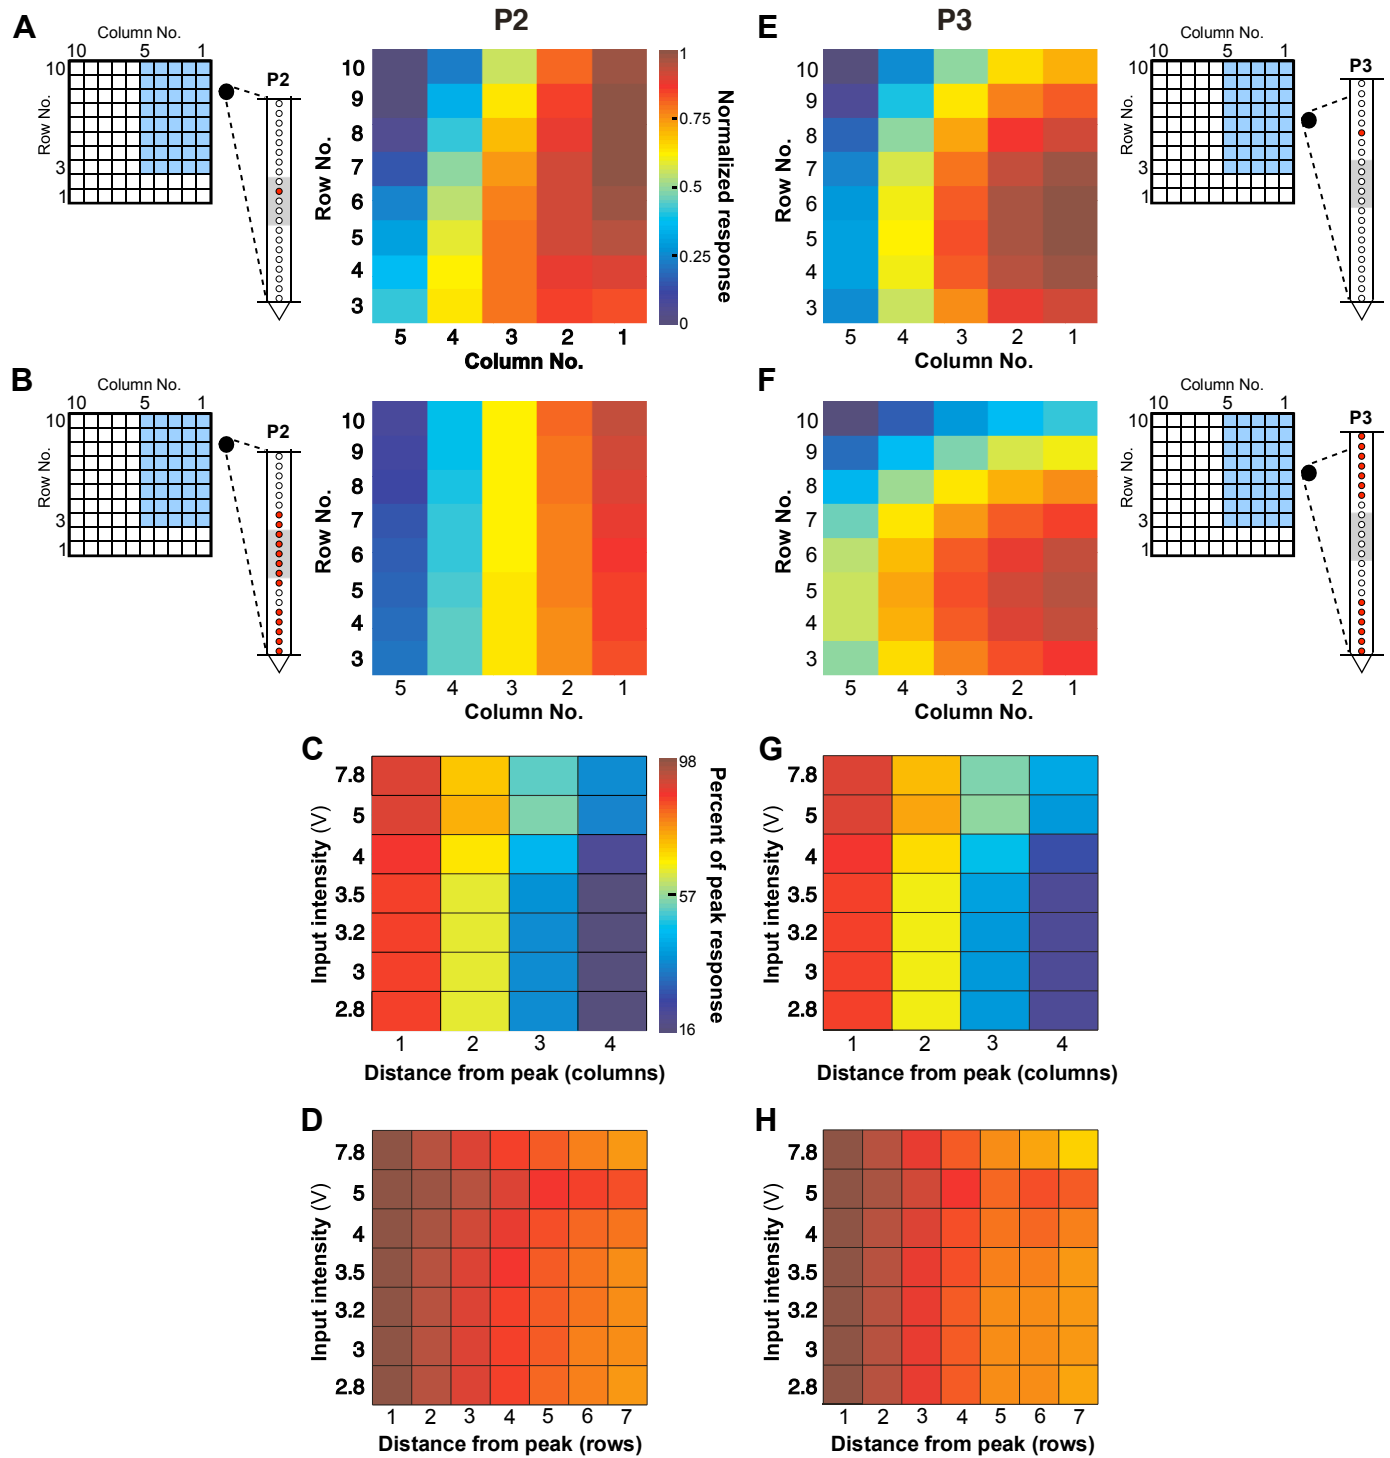 P2
P3
A
Column No.
10 5 1
10
Row No.
3
1
P2
10
9
8
7
6
5
4
3
Row No.
5 4 3 2 1
Column No.
1
0.75
0.5
0.25
0
Normalized response
E
10
9
8
7
6
5
4
3
Row No.
5 4 3 2 1
Column No.
Column No.
10 5 1
10
Row No.
3
1
P3
B
Column No.
10 5 1
10
Row No.
3
1
P2
10
9
8
7
6
5
4
3
Row No.
5 4 3 2 1
Column No.
F
10
9
8
7
6
5
4
3
Row No.
5 4 3 2 1
Column No.
Column No.
10 5 1
10
Row No.
3
1
P3
C
7.8
5
4
3.5
3.2
3
2.8
Input intensity (V)
1 2 3 4
Distance from peak (columns)
98
57
16
Percent of peak response
G
7.8
5
4
3.5
3.2
3
2.8
Input intensity (V)
1 2 3 4
Distance from peak (columns)
D
7.8
5
4
3.5
3.2
3
2.8
Input intensity (V)
1 2 3 4 5 6 7
Distance from peak (rows)
H
7.8
5
4
3.5
3.2
3
2.8
Input intensity (V)
1 2 3 4 5 6 7
Distance from peak (rows)